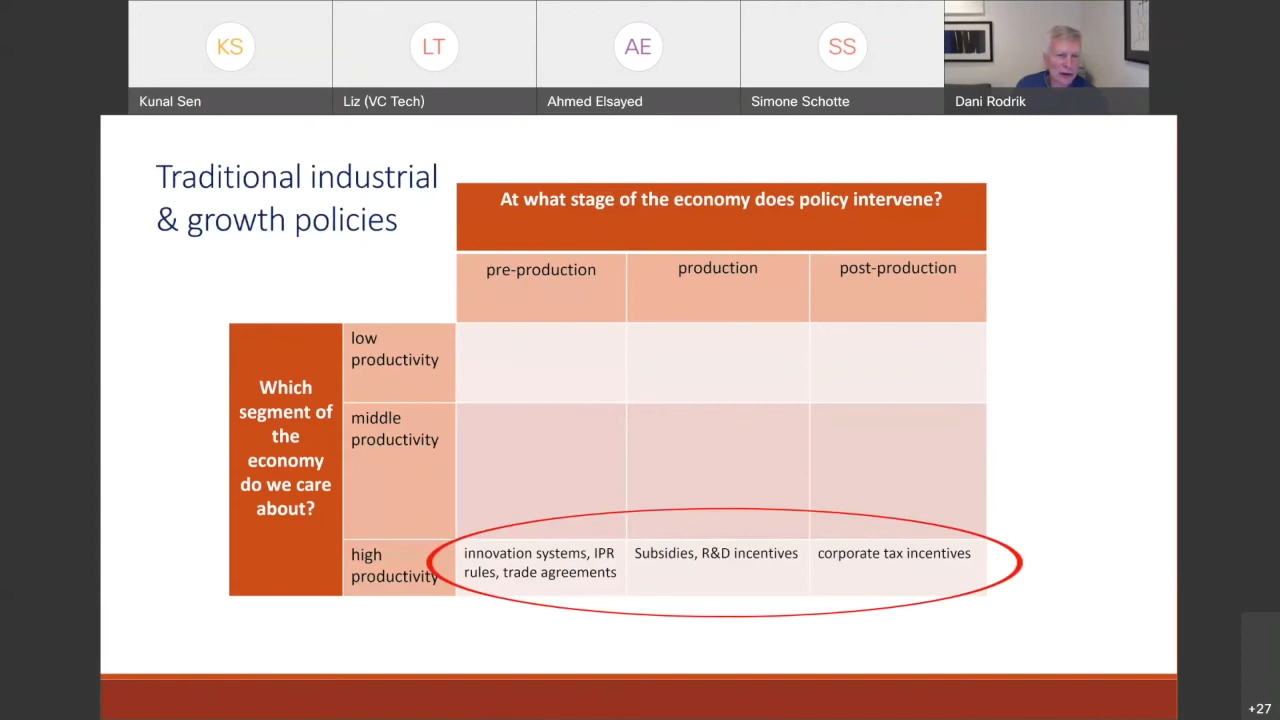 KS
LT
AE
SS
Kunal Sen
Liz (VC Tech)
Ahmed Elsayed
Simone Schotte
Dani Rodrik
Traditional industrial
& growth policies
At what stage of the economy does policy intervene?
pre-production
production
post-production
Which
segment of
the
economy
do we care
about?
low
productivity
middle
productivity
high
productivity
innovation systems, IPR
rules, trade agreements
Subsidies, R&D incentives
corporate tax incentives
+27